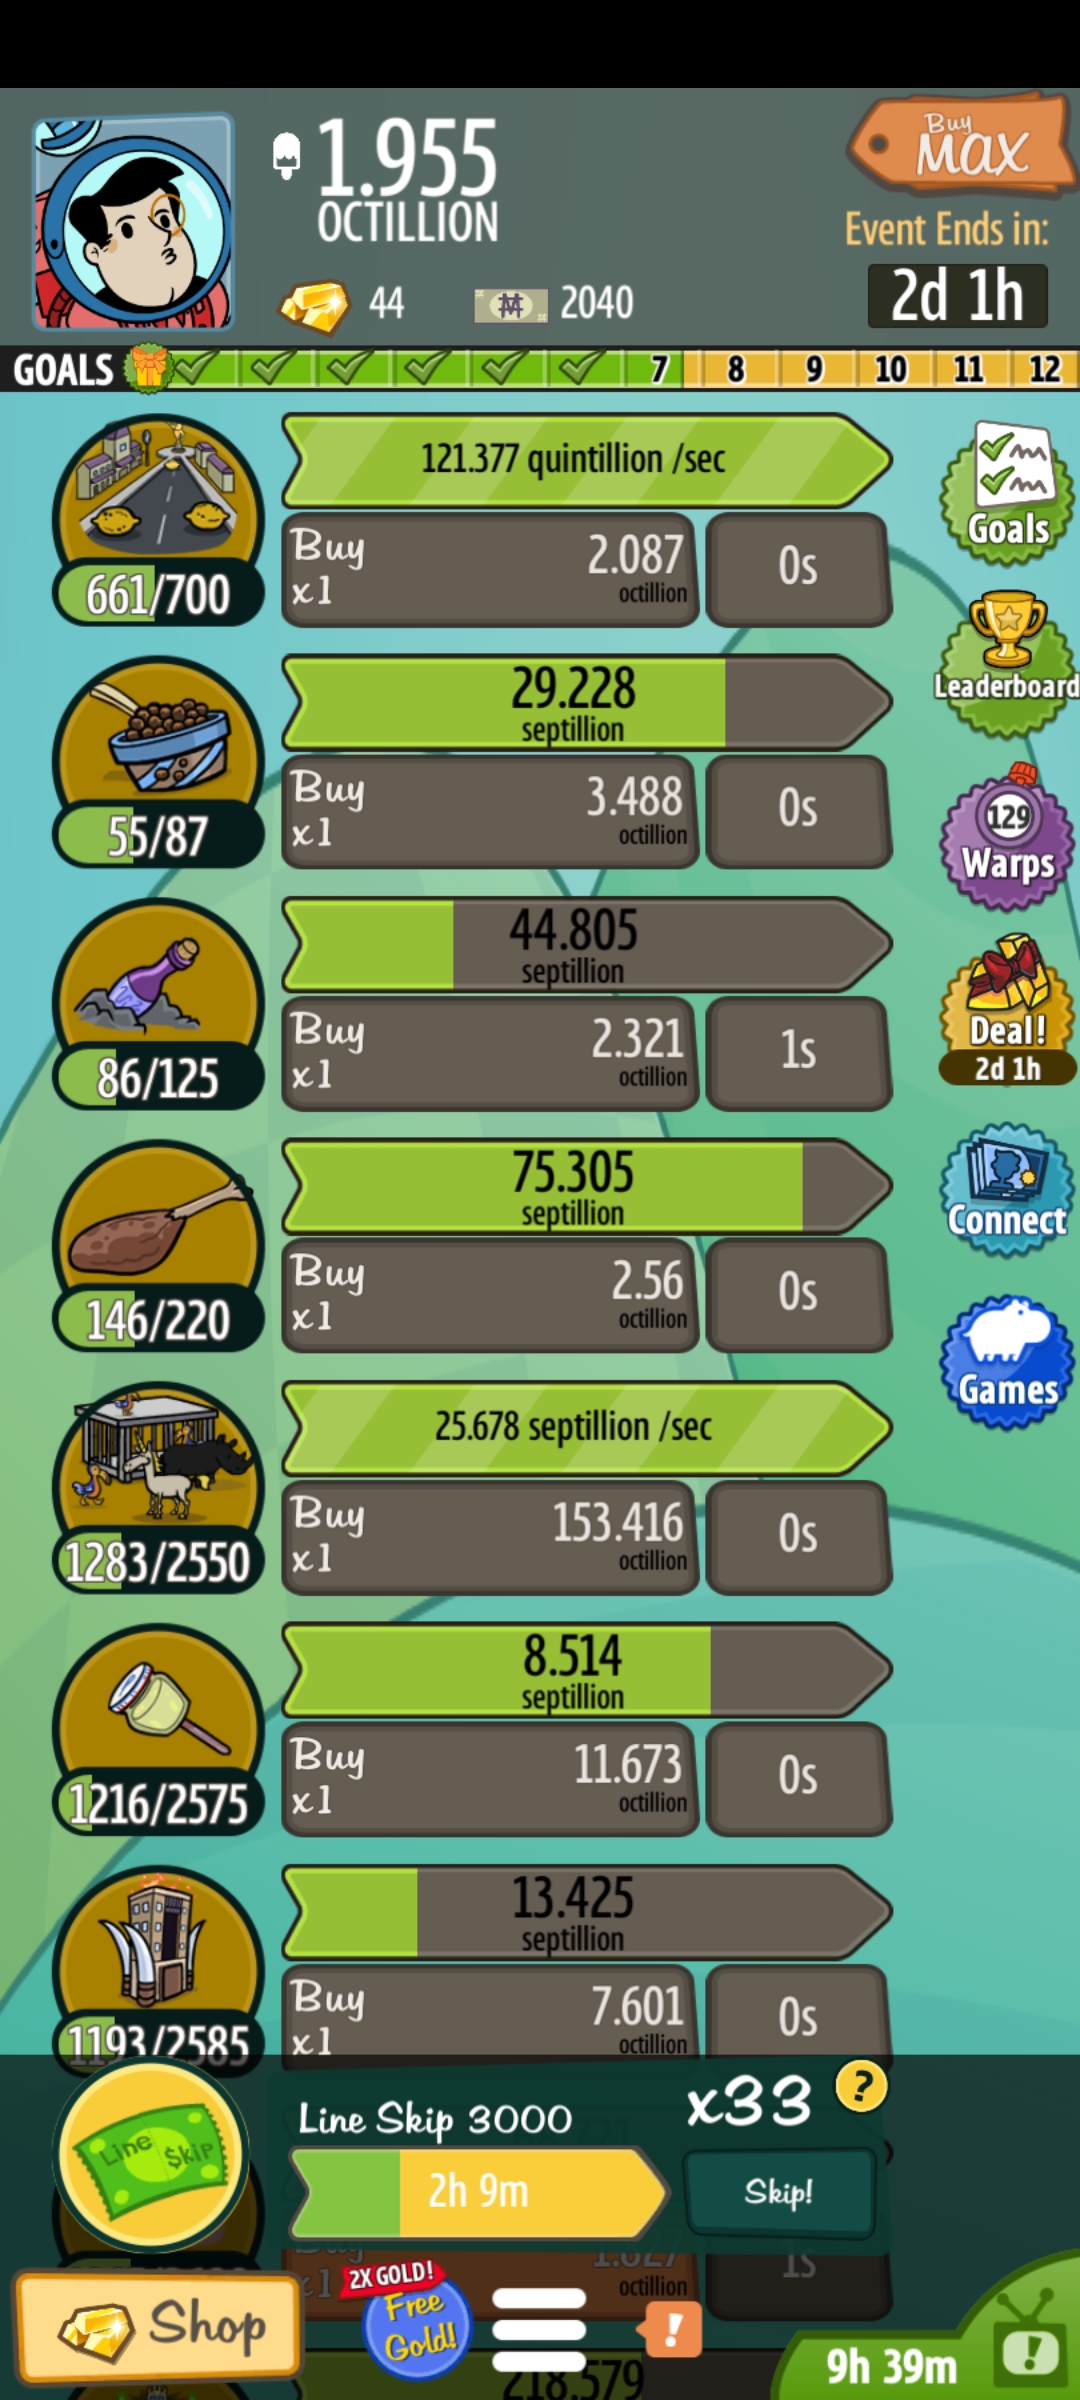 1.955
OCTILLION
Buy
MAX
Event Ends in:
2d 1h
44
2040
GOALS 7 8 9 10 11 12
121.377 quintillion /sec
661/700
Buy
x1
2.087
octillion
0s
Goals
29.228
septillion
55/87
Buy
x1
3.488
octillion
0s
Leaderboard
129
Warps
44.805
septillion
86/125
Buy
x1
2.321
octillion
1s
Deal!
2d 1h
75.305
septillion
146/220
Buy
x1
2.56
octillion
0s
Connect
Games
25.678 septillion /sec
1283/2550
Buy
x1
153.416
octillion
0s
8.514
septillion
1216/2575
Buy
x1
11.673
octillion
0s
13.425
septillion
1193/2585
Buy
x1
7.601
octillion
0s
Line Skip
Line Skip 3000
x33
?
2h 9m
Skip!
Buy
x1
1.827
octillion
1s
Shop
2X GOLD!
Free
Gold!
!
9h 39m
!
218.579